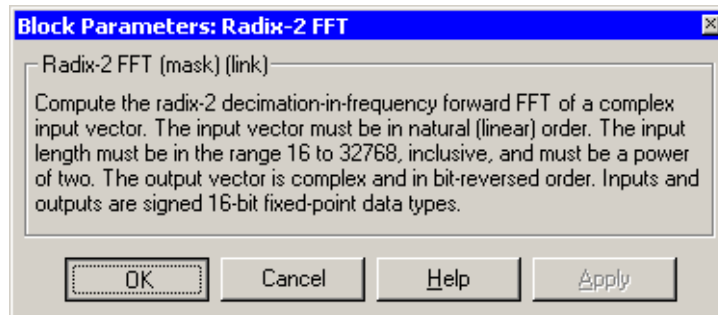 Block Parameters: Radix-2 FFT
Radix-2 FFT (mask) (link)
Compute the radix-2 decimation-in-frequency forward FFT of a complex
input vector. The input vector must be in natural (linear) order. The input
length must be in the range 16 to 32768, inclusive, and must be a power
of two. The output vector is complex and in bit-reversed order. Inputs and
outputs are signed 16-bit fixed-point data types.
OK Cancel Help Apply